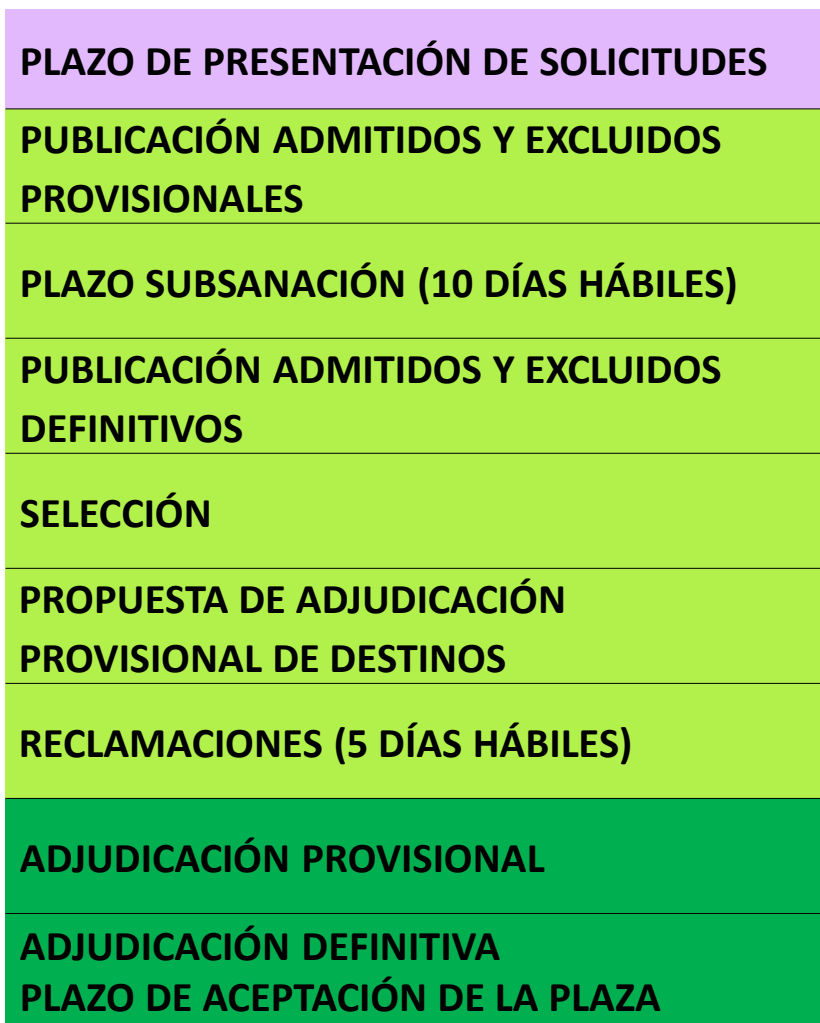 PLAZO DE PRESENTACIÓN DE SOLICITUDES
PUBLICACIÓN ADMITIDOS Y EXCLUIDOS
PROVISIONALES
PLAZO SUBSANACIÓN (10 DÍAS HÁBILES)
PUBLICACIÓN ADMITIDOS Y EXCLUIDOS
DEFINITIVOS
SELECCIÓN
PROPUESTA DE ADJUDICACIÓN
PROVISIONAL DE DESTINOS
RECLAMACIONES (5 DÍAS HÁBILES)
ADJUDICACIÓN PROVISIONAL
ADJUDICACIÓN DEFINITIVA
PLAZO DE ACEPTACIÓN DE LA PLAZA